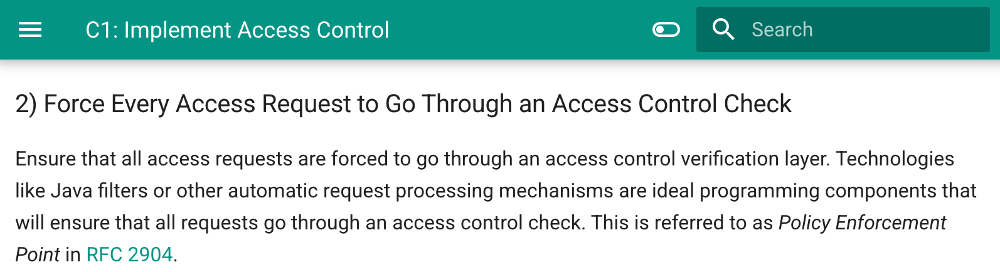 C1: Implement Access Control
Search
2) Force Every Access Request to Go Through an Access Control Check
Ensure that all access requests are forced to go through an access control verification layer. Technologies
like Java filters or other automatic request processing mechanisms are ideal programming components that
will ensure that all requests go through an access control check. This is referred to as Policy Enforcement
Point in RFC 2904.